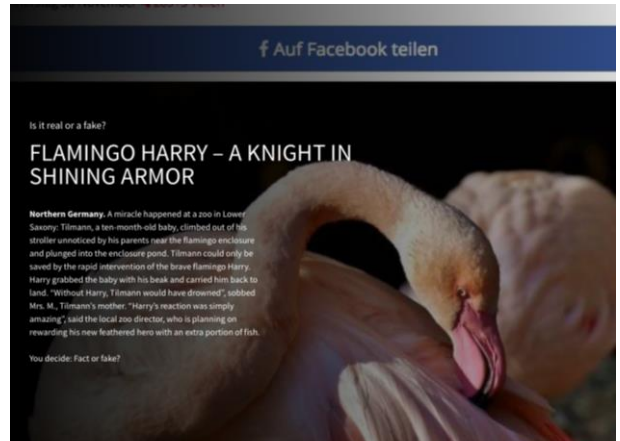 f Auf Facebook teilen
Is it real or a fake?
FLAMINGO HARRY – A KNIGHT IN
SHINING ARMOR
Northern Germany. A miracle happened at a zoo in Lower
Saxony: Tilmann, a ten-month-old baby, climbed out of his
stroller unnoticed by his parents near the flamingo enclosure
and plunged into the enclosure pond. Tilmann could only be
saved by the rapid intervention of the brave flamingo Harry.
Harry grabbed the baby with his beak and carried him back to
land. "Without Harry, Tilmann would have drowned", sobbed
Mrs. M., Tilmann's mother. "Harry's reaction was simply
amazing", said the local zoo director, who is planning on
rewarding his new feathered hero with an extra portion of fish.
You decide: Fact or fake?